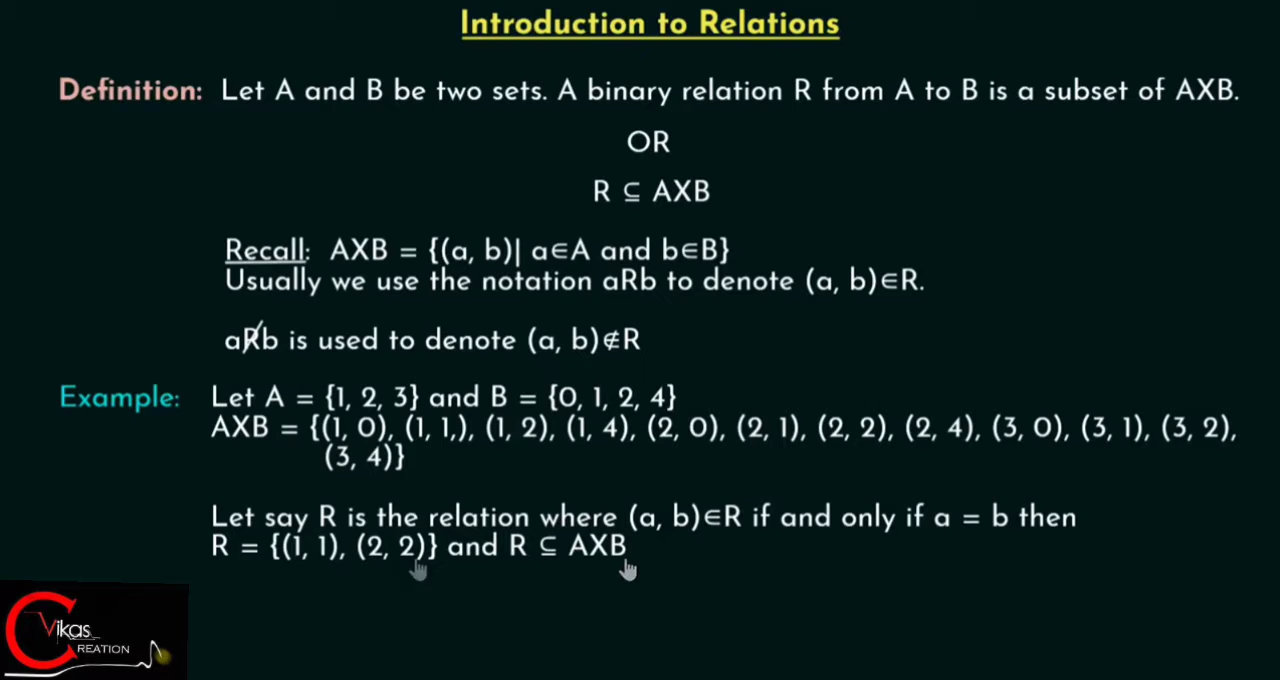 Introduction to Relations
Definition: Let A and B be two sets. A binary relation R from A to B is a subset of AXB.
OR
R ⊆ AXB
Recall: AXB = {(a, b)| a∈A and b∈B}
Usually we use the notation aRb to denote (a, b)∈R.
aR̸b is used to denote (a, b)∉R
Example: Let A = {1, 2, 3} and B = {0, 1, 2, 4}
AXB = {(1, 0), (1, 1,), (1, 2), (1, 4), (2, 0), (2, 1), (2, 2), (2, 4), (3, 0), (3, 1), (3, 2),
(3, 4)}
Let say R is the relation where (a, b)∈R if and only if a = b then
R = {(1, 1), (2, 2)} and R ⊆ AXB
Vikas
CREATION